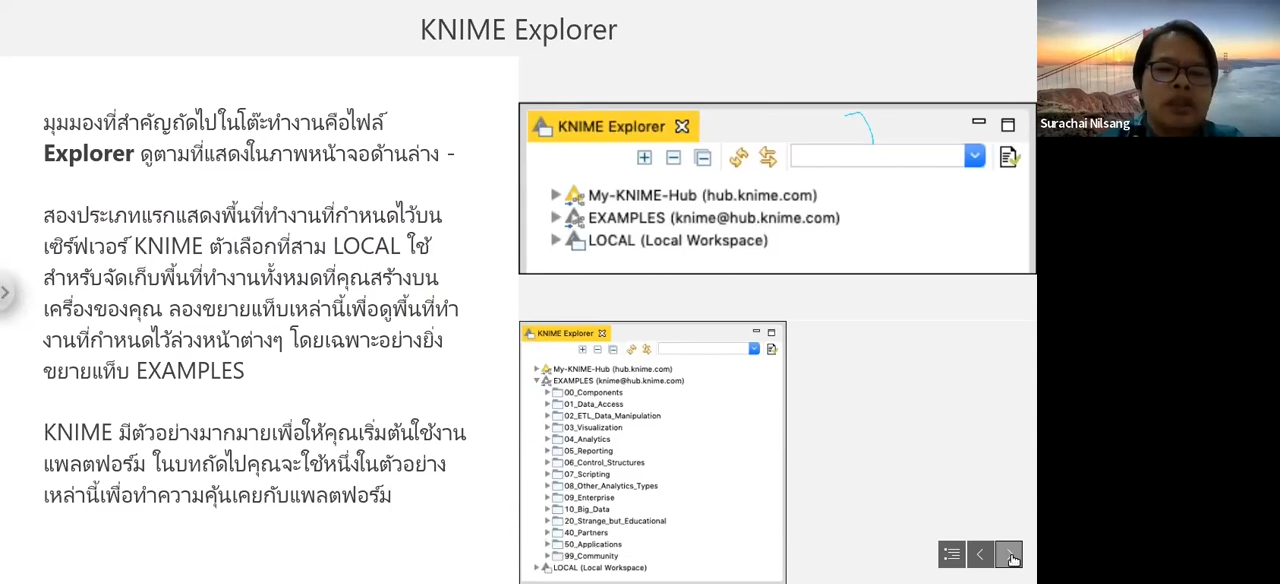 KNIME Explorer
มุมมองที่สำคัญถัดไปในโต๊ะทำงานคือไฟล์
Explorer ดูตามที่แสดงในภาพหน้าจอด้านล่าง -
สองประเภทแรกแสดงพื้นที่ทำงานที่กำหนดไว้บน
เซิร์ฟเวอร์ KNIME ตัวเลือกที่สาม LOCAL ใช้
สำหรับจัดเก็บพื้นที่ทำงานทั้งหมดที่คุณสร้างบน
เครื่องของคุณ ลองขยายแท็บเหล่านี้เพื่อดูพื้นที่ทำ
งานที่กำหนดไว้ล่วงหน้าต่างๆ โดยเฉพาะอย่างยิ่ง
ขยายแท็บ EXAMPLES
KNIME มีตัวอย่างมากมายเพื่อให้คุณเริ่มต้นใช้งาน
แพลตฟอร์ม ในบทถัดไปคุณจะใช้หนึ่งในตัวอย่าง
เหล่านี้เพื่อทำความคุ้นเคยกับแพลตฟอร์ม
KNIME Explorer
My-KNIME-Hub (hub.knime.com)
EXAMPLES (knime@hub.knime.com)
LOCAL (Local Workspace)
KNIME Explorer
My-KNIME-Hub (hub.knime.com)
EXAMPLES (knime@hub.knime.com)
00_Components
01_Data_Access
02_ETL_Data_Manipulation
03_Visualization
04_Analytics
05_Reporting
06_Control_Structures
07_Scripting
08_Other_Analytics_Types
09_Enterprise
10_Big_Data
20_Strange_but_Educational
40_Partners
50_Applications
99_Community
LOCAL (Local Workspace)
Surachai Nilsang